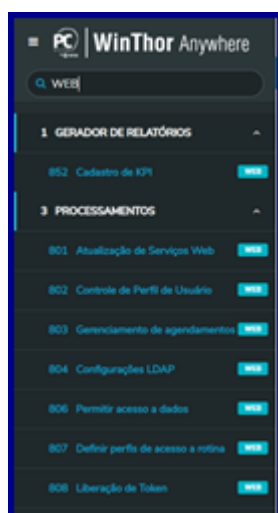 ≡ PC WinThor Anywhere
WEB
1 GERADOR DE RELATÓRIOS
852 Cadastro de KPI WEB
3 PROCESSAMENTOS
801 Atualização de Serviços Web WEB
802 Controle de Perfil de Usuário WEB
803 Gerenciamento de agendamentos WEB
804 Configurações LDAP WEB
806 Permitir acesso a dados WEB
807 Definir perfis de acesso a rotina WEB
808 Liberação de Token WEB